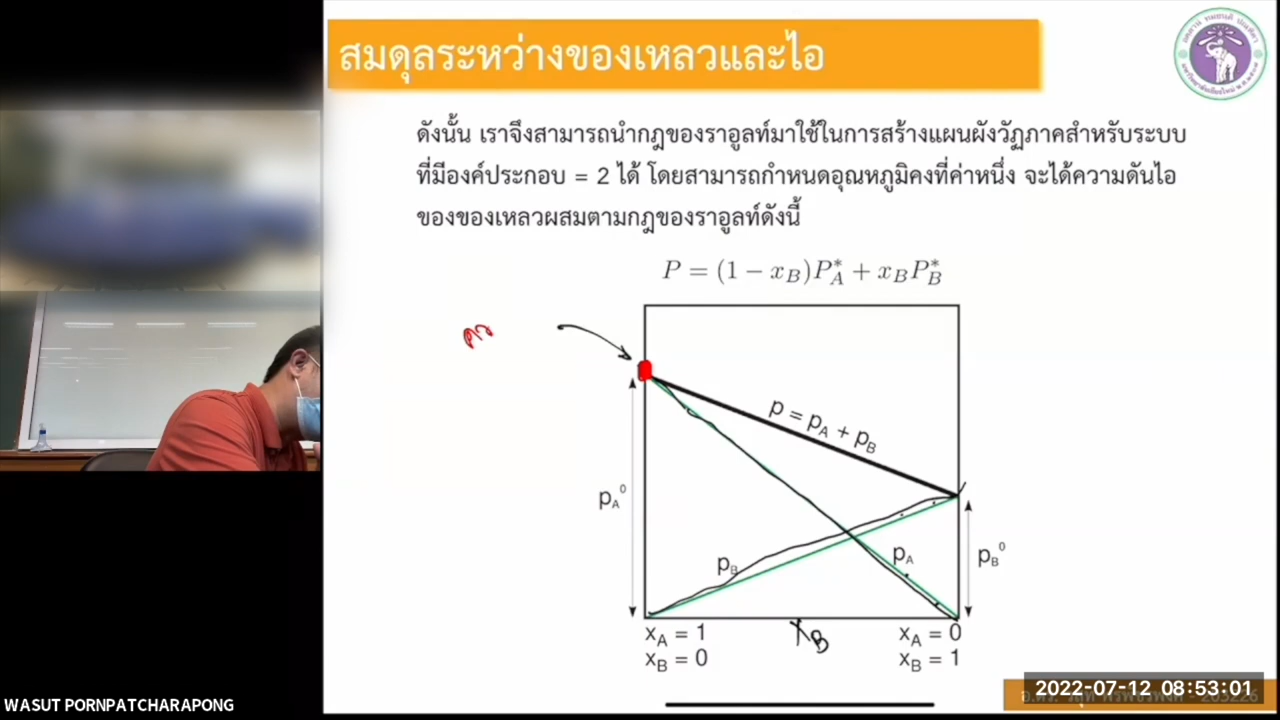 สมดุลระหว่างของเหลวและไอ
ดังนั้น เราจึงสามารถนำกฎของราอูลท์มาใช้ในการสร้างแผนผังวัฏภาคสำหรับระบบ
ที่มีองค์ประกอบ = 2 ได้ โดยสามารถกำหนดอุณหภูมิคงที่ค่าหนึ่ง จะได้ความดันไอ
ของของเหลวผสมตามกฎของราอูลท์ดังนี้
P = (1 − x_B)P_A^* + x_B P_B^*
p = p_A + p_B
p_A^0
p_B
p_A
p_B^0
x_A = 1
x_B = 0
x_B
x_A = 0
x_B = 1
2022-07-12 08:53:01
WASUT PORNPATCHARAPONG